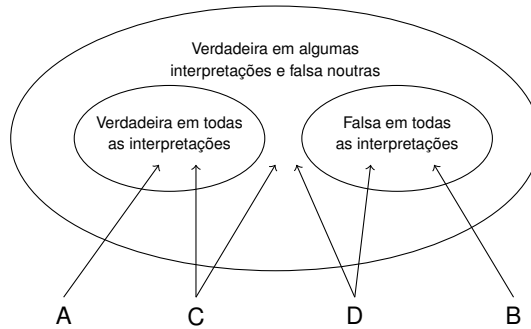 Verdadeira em algumas
interpretações e falsa noutras
Verdadeira em todas
as interpretações
Falsa em todas
as interpretações
A
C
D
B